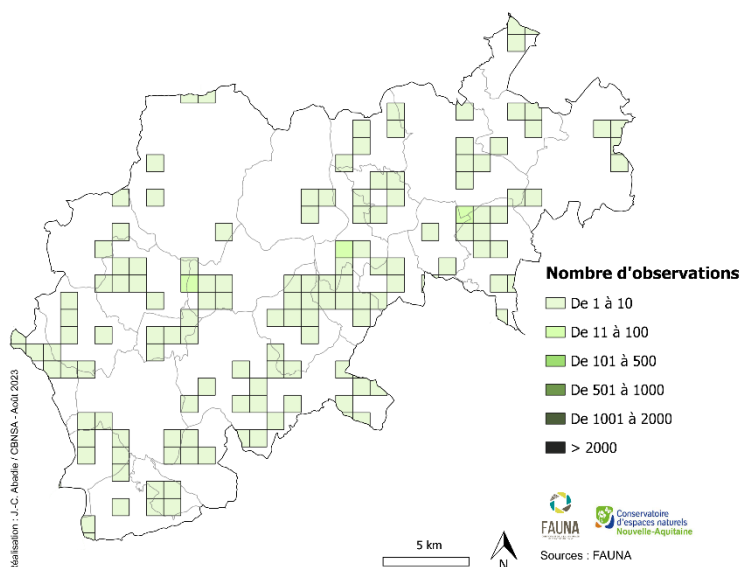 Nombre d'observations
De 1 à 10
De 11 à 100
De 101 à 500
De 501 à 1000
De 1001 à 2000
> 2000
Réalisation : J.-C. Abadie / CBNSA - Août 2023
5 km
N
FAUNA
Conservatoire
d'espaces naturels
Nouvelle-Aquitaine
Sources : FAUNA